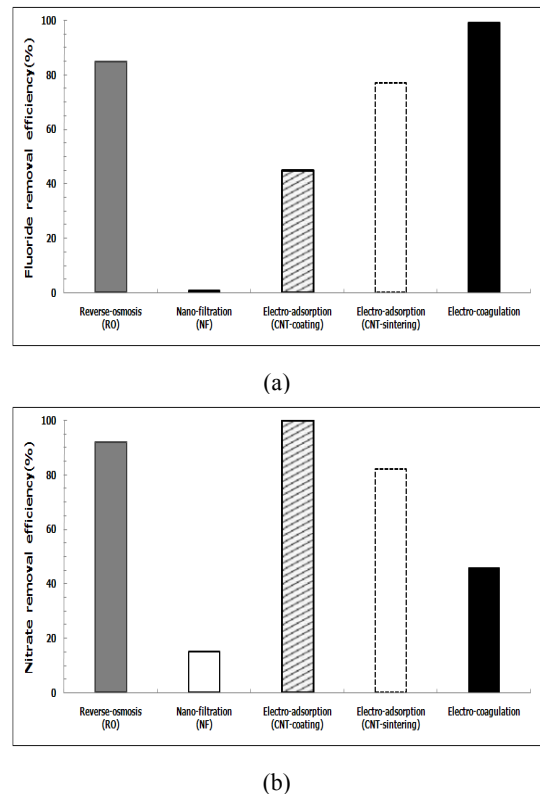 Fluoride removal efficiency(%)
100
80
60
40
20
0
Reverse-osmosis Nano-filtration Electro-adsorption Electro-adsorption Electro-coagulation
(RO) (NF) (CNT-coating) (CNT-sintering)
(a)
Nitrate removal efficiency(%)
100
80
60
40
20
0
Reverse-osmosis Nano-filtration Electro-adsorption Electro-adsorption Electro-coagulation
(RO) (NF) (CNT-coating) (CNT-sintering)
(b)